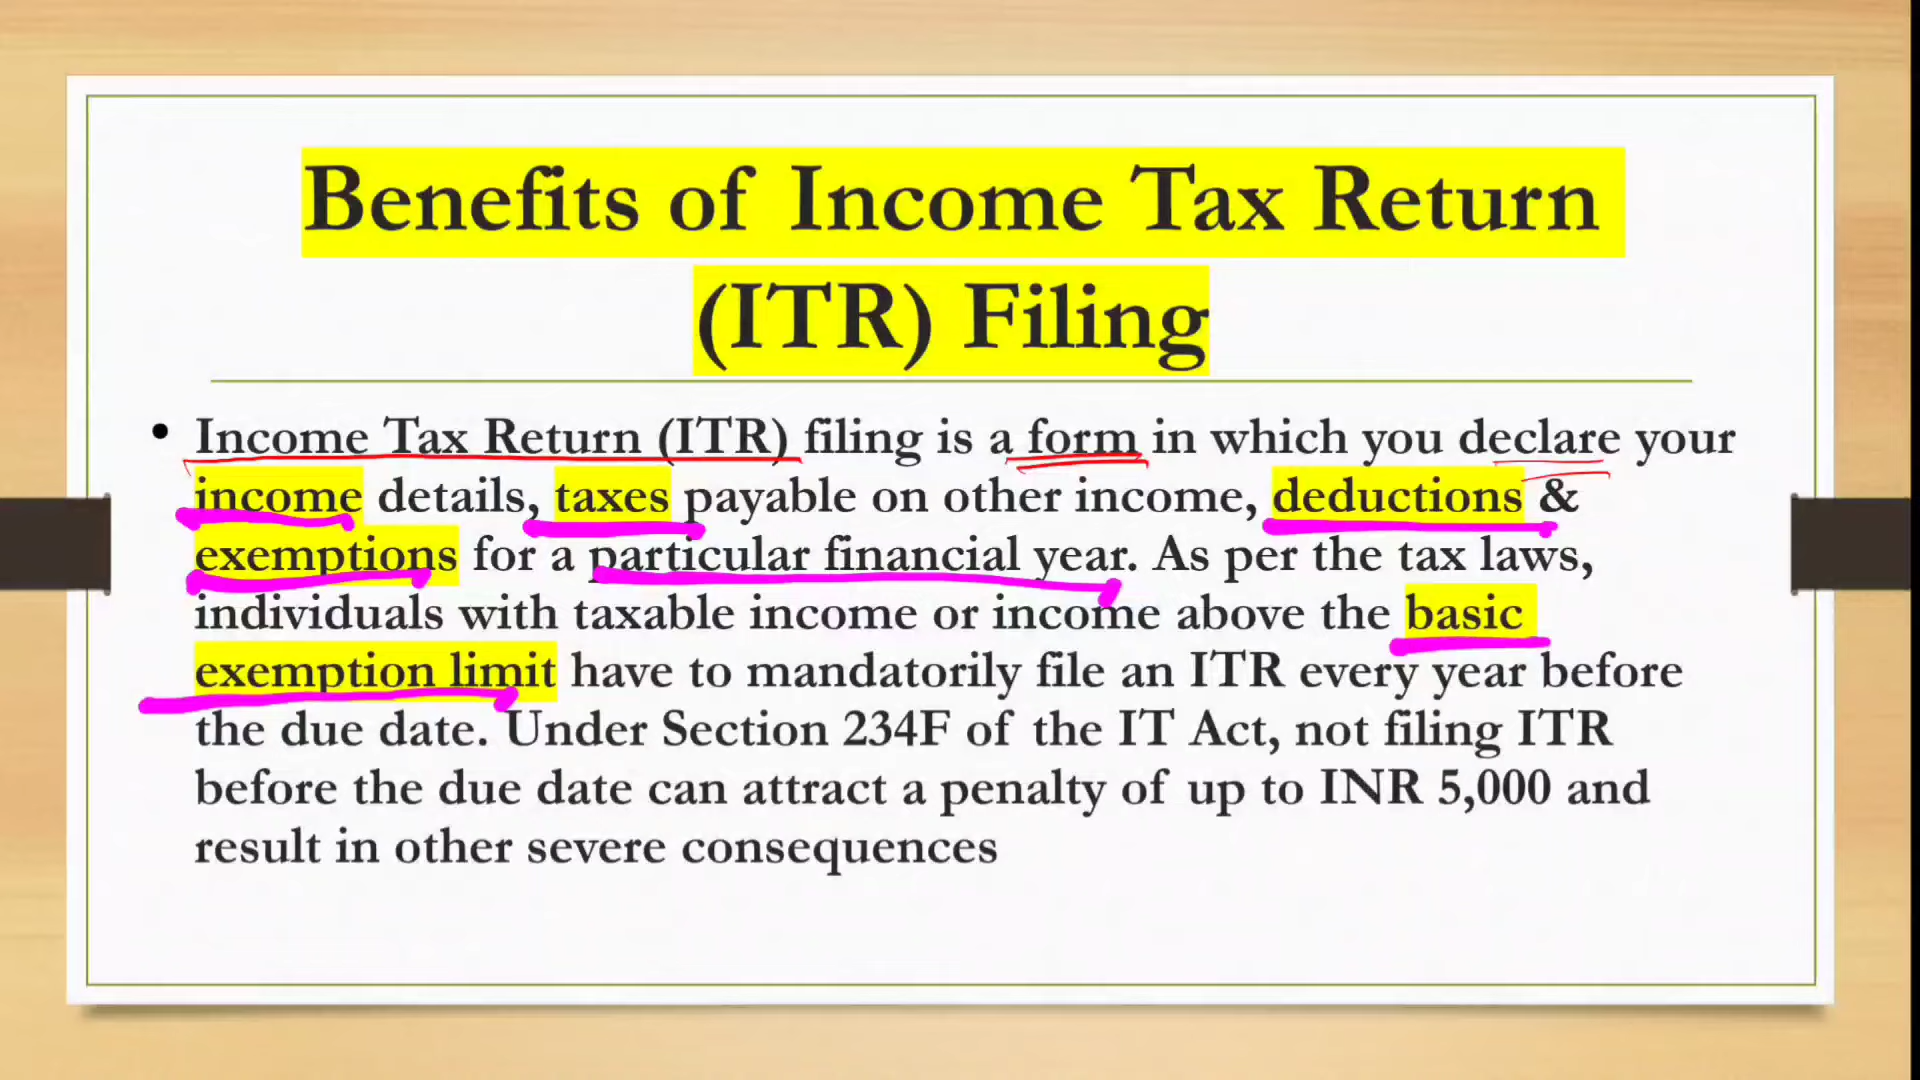 Benefits of Income Tax Return
(ITR) Filing
• Income Tax Return (ITR) filing is a form in which you declare your
income details, taxes payable on other income, deductions &
exemptions for a particular financial year. As per the tax laws,
individuals with taxable income or income above the basic
exemption limit have to mandatorily file an ITR every year before
the due date. Under Section 234F of the IT Act, not filing ITR
before the due date can attract a penalty of up to INR 5,000 and
result in other severe consequences